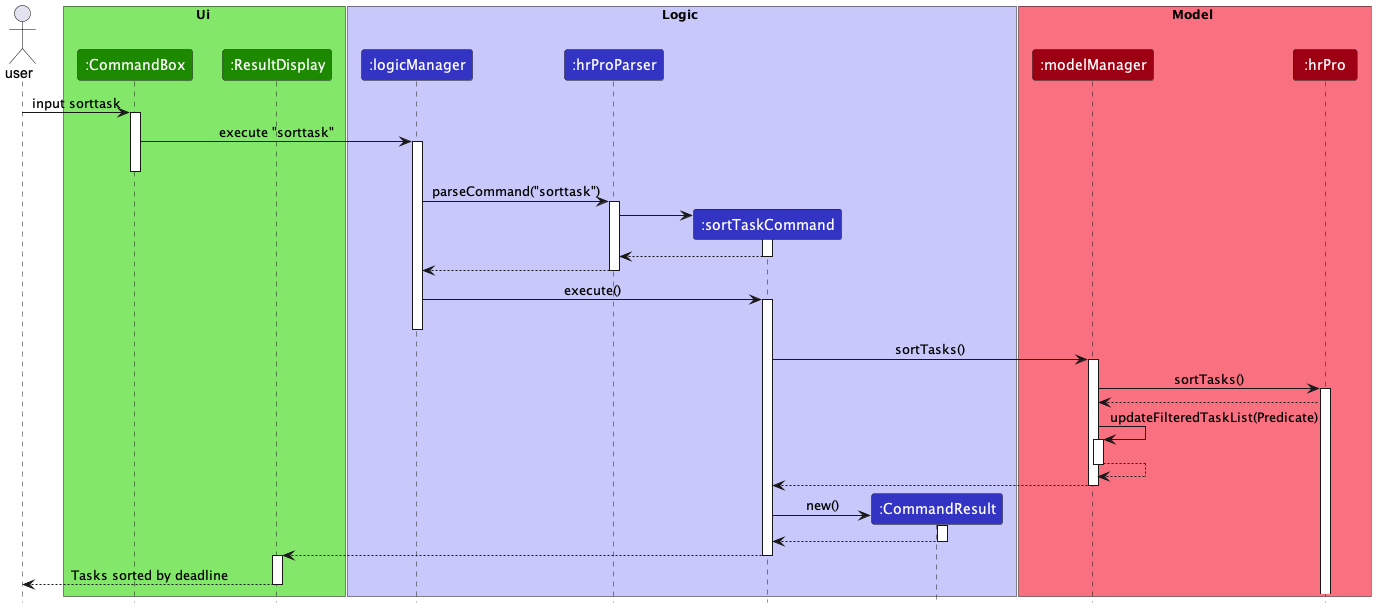 Ui
Logic
Model
user
:CommandBox
:ResultDisplay
:logicManager
:hrProParser
:modelManager
:hrPro
input sorttask
execute "sorttask"
parseCommand("sorttask")
:sortTaskCommand
execute()
sortTasks()
sortTasks()
updateFilteredTaskList(Predicate)
new()
:CommandResult
Tasks sorted by deadline